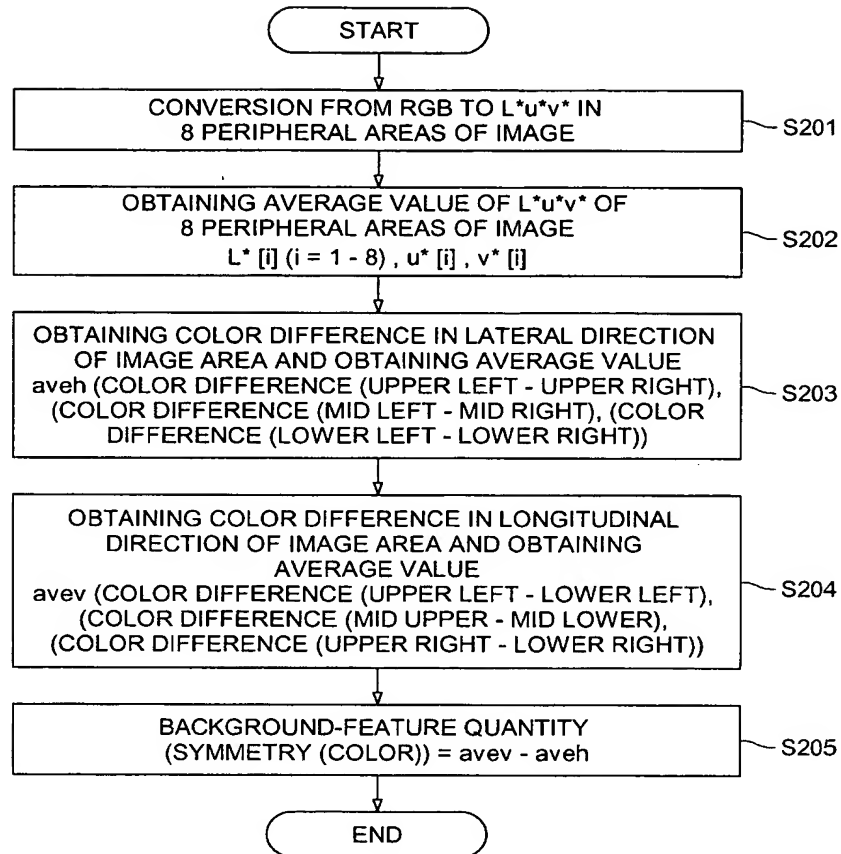 START
CONVERSION FROM RGB TO L*u*v* IN
8 PERIPHERAL AREAS OF IMAGE
S201
OBTAINING AVERAGE VALUE OF L*u*v* OF
8 PERIPHERAL AREAS OF IMAGE
L* [i] (i = 1 - 8) , u* [i] , v* [i]
S202
OBTAINING COLOR DIFFERENCE IN LATERAL DIRECTION
OF IMAGE AREA AND OBTAINING AVERAGE VALUE
aveh (COLOR DIFFERENCE (UPPER LEFT - UPPER RIGHT),
(COLOR DIFFERENCE (MID LEFT - MID RIGHT), (COLOR
DIFFERENCE (LOWER LEFT - LOWER RIGHT))
S203
OBTAINING COLOR DIFFERENCE IN LONGITUDINAL
DIRECTION OF IMAGE AREA AND OBTAINING
AVERAGE VALUE
avev (COLOR DIFFERENCE (UPPER LEFT - LOWER LEFT),
(COLOR DIFFERENCE (MID UPPER - MID LOWER),
(COLOR DIFFERENCE (UPPER RIGHT - LOWER RIGHT))
S204
BACKGROUND-FEATURE QUANTITY
(SYMMETRY (COLOR)) = avev - aveh
S205
END